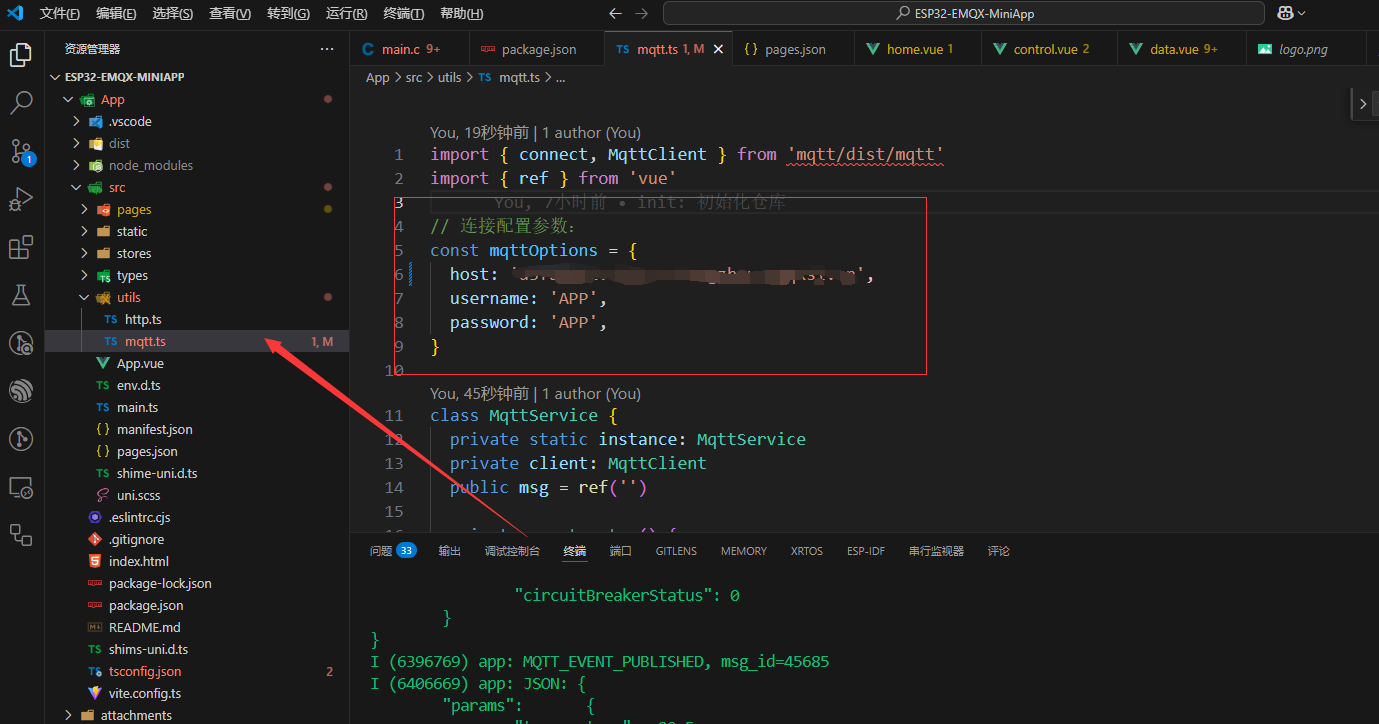 文件(F) 编辑(E) 选择(S) 查看(V) 转到(G) 运行(R) 终端(T) 帮助(H) ESP32-EMQX-MiniApp
资源管理器
ESP32-EMQX-MINIAPP
App
.vscode
dist
node_modules
src
pages
static
stores
types
utils
TS http.ts
TS mqtt.ts 1, M
App.vue
TS env.d.ts
TS main.ts
{} manifest.json
{} pages.json
TS shime-uni.d.ts
uni.scss
.eslintrc.cjs
.gitignore
index.html
package-lock.json
package.json
README.md
TS shims-uni.d.ts
TS tsconfig.json 2
vite.config.ts
attachments
1
C main.c 9+ package.json TS mqtt.ts 1, M {} pages.json home.vue 1 control.vue 2 data.vue 9+ logo.png
App > src > utils > TS mqtt.ts > ...
You, 19秒钟前 | 1 author (You)
1 import { connect, MqttClient } from 'mqtt/dist/mqtt'
2 import { ref } from 'vue'
3 You, 7小时前 • init: 初始化仓库
4 // 连接配置参数:
5 const mqttOptions = {
6 host: ',
7 username: 'APP',
8 password: 'APP',
9 }
10
You, 45秒钟前 | 1 author (You)
11 class MqttService {
12 private static instance: MqttService
13 private client: MqttClient
14 public msg = ref('')
15
问题 33 输出 调试控制台 终端 端口 GITLENS MEMORY XRTOS ESP-IDF 串行监视器 评论
"circuitBreakerStatus": 0
}
}
I (6396769) app: MQTT_EVENT_PUBLISHED, msg_id=45685
I (6406669) app: JSON: {
"params": {